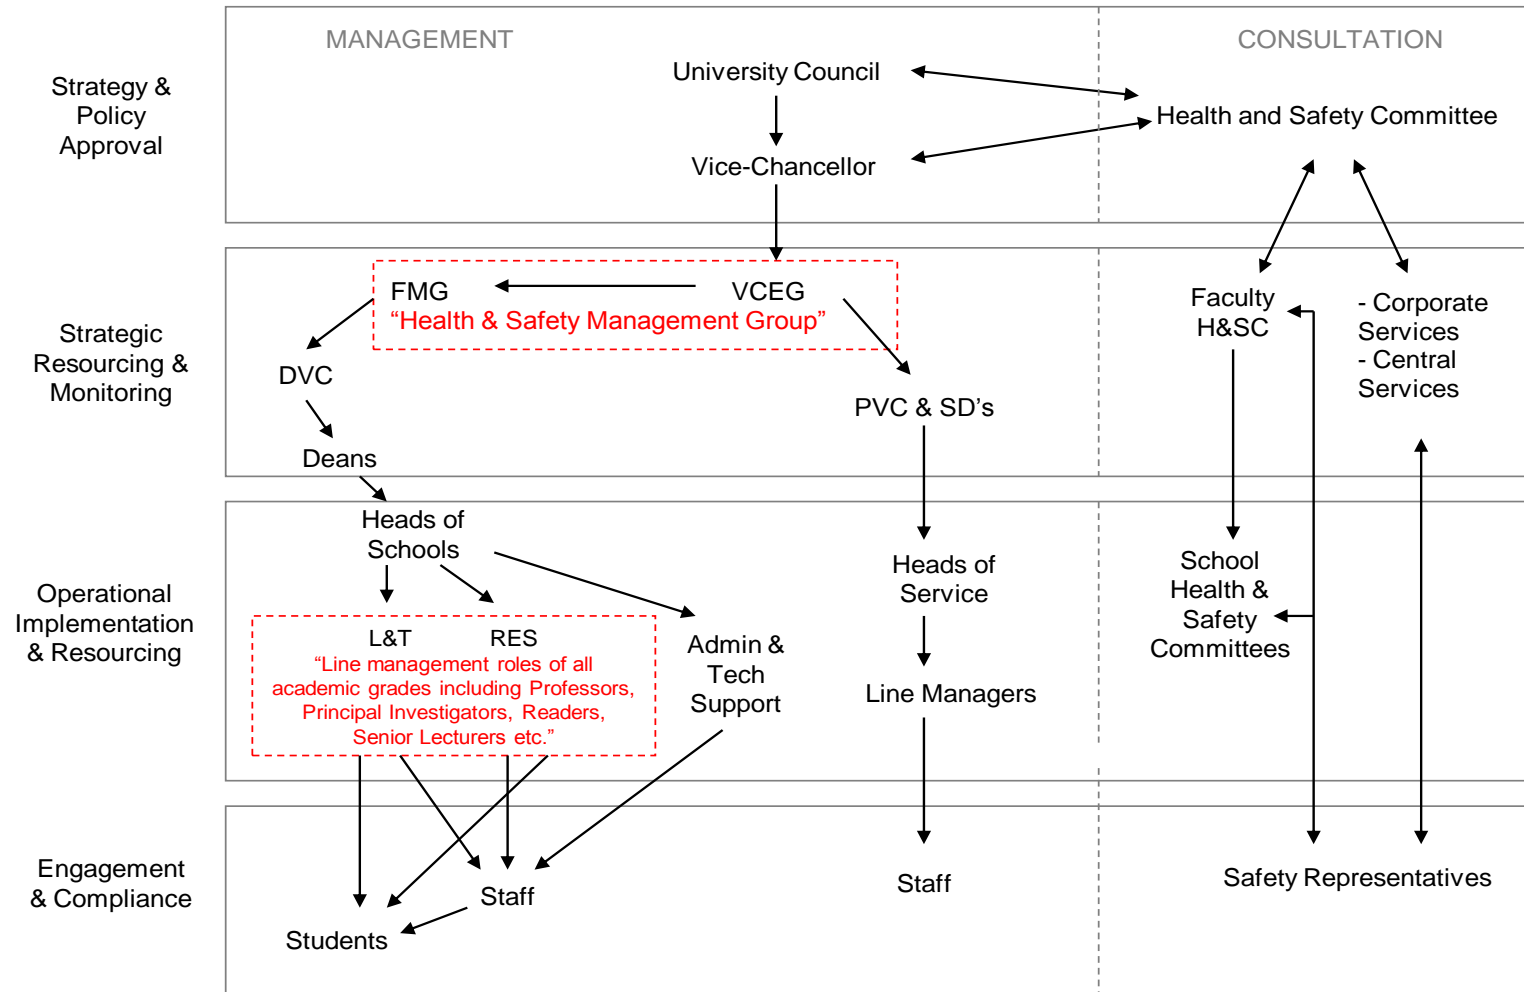 MANAGEMENT
CONSULTATION
Strategy &
Policy
Approval
University Council
Health and Safety Committee
Vice-Chancellor
Strategic
Resourcing &
Monitoring
FMG
VCEG
“Health & Safety Management Group”
DVC
Deans
PVC & SD’s
Faculty
H&SC
- Corporate
Services
- Central
Services
Operational
Implementation
& Resourcing
Heads of
Schools
L&T
RES
“Line management roles of all
academic grades including Professors,
Principal Investigators, Readers,
Senior Lecturers etc.”
Admin &
Tech
Support
Heads of
Service
Line Managers
School
Health &
Safety
Committees
Engagement
& Compliance
Students
Staff
Staff
Safety Representatives